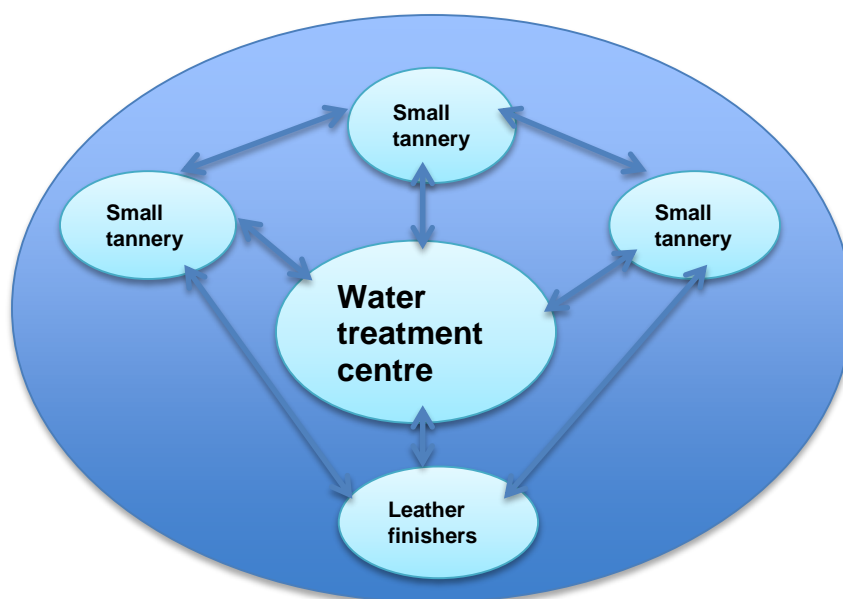 Small
tannery
Small
tannery
Small
tannery
Water
treatment
centre
Leather
finishers